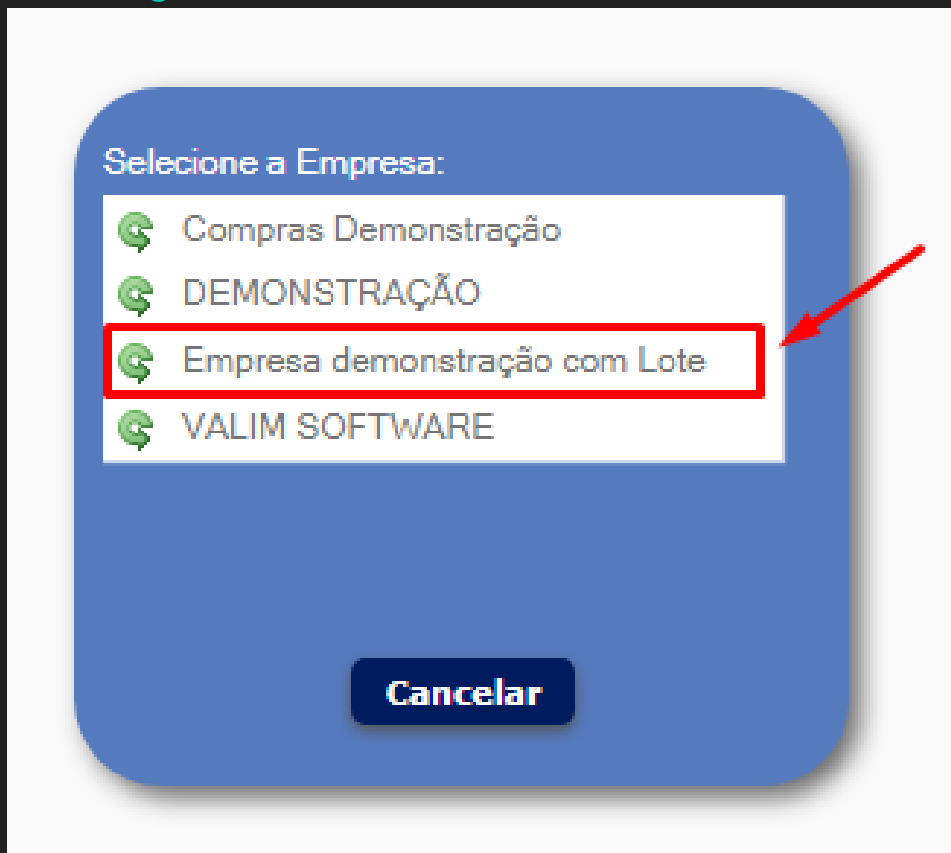 Selecione a Empresa:
Compras Demonstração
DEMONSTRAÇÃO
Empresa demonstração com Lote
VALIM SOFTWARE
Cancelar